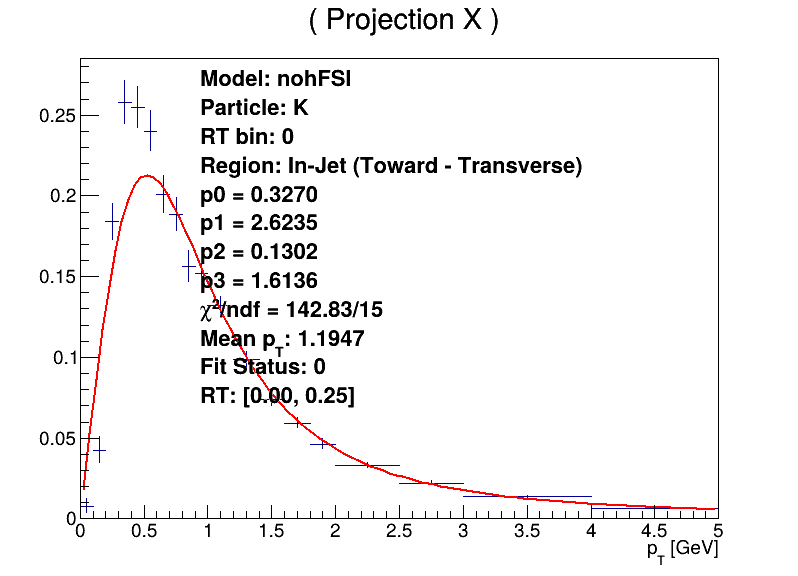 ( Projection X )
Model: nohFSI
Particle: K
RT bin: 0
Region: In-Jet (Toward - Transverse)
p0 = 0.3270
p1 = 2.6235
p2 = 0.1302
p3 = 1.6136
χ²/ndf = 142.83/15
Mean p_T: 1.1947
Fit Status: 0
RT: [0.00, 0.25]
0.25
0.2
0.15
0.1
0.05
0
0 0.5 1 1.5 2 2.5 3 3.5 4 4.5 5
p_T [GeV]